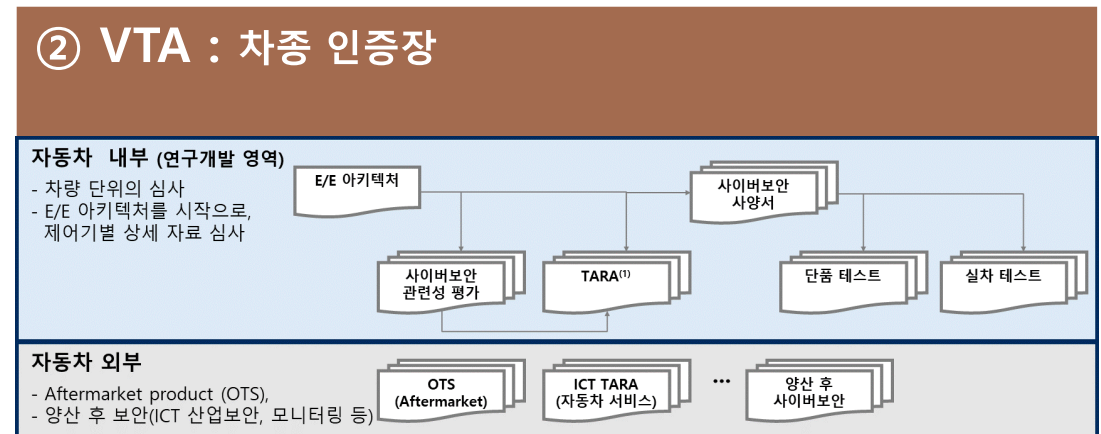 ② VTA : 차종 인증장
자동차 내부 (연구개발 영역)
- 차량 단위의 심사
- E/E 아키텍처를 시작으로,
제어기별 상세 자료 심사
E/E 아키텍처
사이버보안
사양서
사이버보안
관련성 평가
TARA(1)
단품 테스트
실차 테스트
자동차 외부
- Aftermarket product (OTS),
- 양산 후 보안(ICT 산업보안, 모니터링 등)
OTS
(Aftermarket)
ICT TARA
(자동차 서비스)
...
양산 후
사이버보안